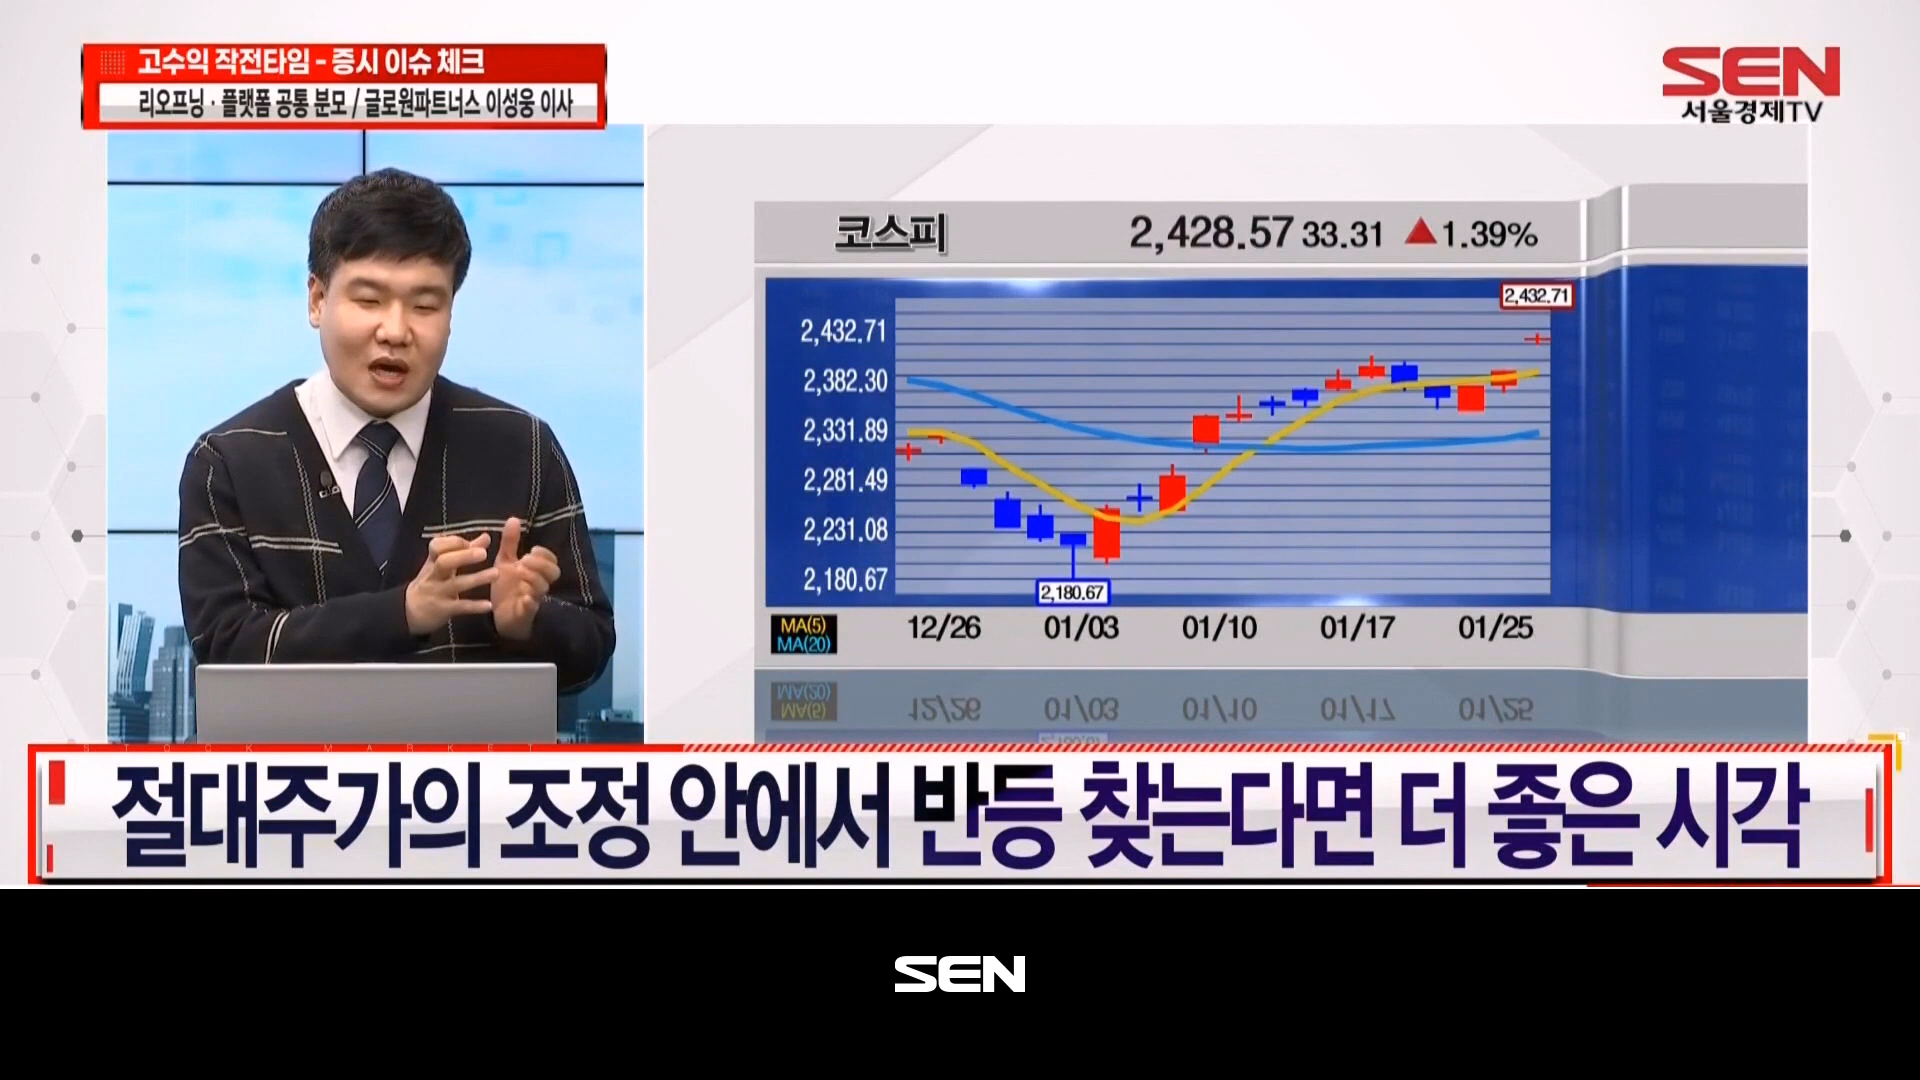 고수익 작전타임 - 증시 이슈 체크
리오프닝 · 플랫폼 공통 분모 / 글로원파트너스 이성웅 이사
SEN
서울경제TV
코스피 2,428.57 33.31 ▲1.39%
2,432.71
2,432.71
2,382.30
2,331.89
2,281.49
2,231.08
2,180.67
2,180.67
MA(5)
MA(20)
12/26 01/03 01/10 01/17 01/25
STOCK MARKET
절대주가의 조정 안에서 반등 찾는다면 더 좋은 시각
SEN